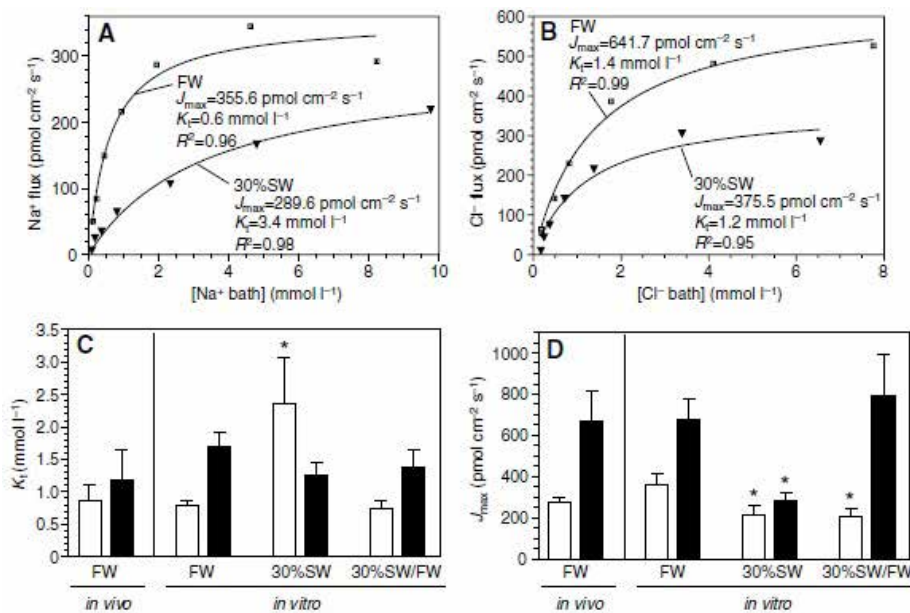 A
300
200
100
0
Na⁺ flux (pmol cm⁻² s⁻¹)
FW
Jmax=355.6 pmol cm⁻² s⁻¹
Kt=0.6 mmol l⁻¹
R²=0.96
30%SW
Jmax=289.6 pmol cm⁻² s⁻¹
Kt=3.4 mmol l⁻¹
R²=0.98
0 2 4 6 8 10
[Na⁺ bath] (mmol l⁻¹)
B
600
500
400
300
200
100
0
Cl⁻ flux (pmol cm⁻² s⁻¹)
FW
Jmax=641.7 pmol cm⁻² s⁻¹
Kt=1.4 mmol l⁻¹
R²=0.99
30%SW
Jmax=375.5 pmol cm⁻² s⁻¹
Kt=1.2 mmol l⁻¹
R²=0.95
0 2 4 6 8
[Cl⁻ bath] (mmol l⁻¹)
C
3.5
3.0
2.5
2.0
1.5
1.0
0.5
0
Kt (mmol l⁻¹)
*
FW FW 30%SW 30%SW/FW
in vivo in vitro
D
1000
800
600
400
200
0
Jmax (pmol cm⁻² s⁻¹)
* * *
FW FW 30%SW 30%SW/FW
in vivo in vitro